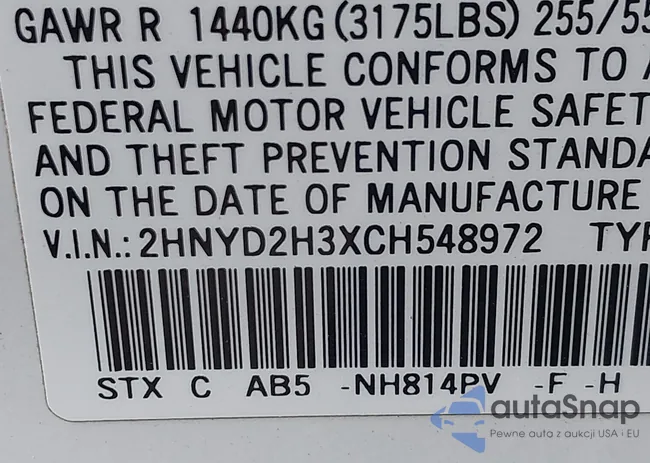 GAWR R 1440KG (3175LBS) 255/55
THIS VEHICLE CONFORMS TO A
FEDERAL MOTOR VEHICLE SAFET
AND THEFT PREVENTION STANDA
ON THE DATE OF MANUFACTURE
V.I.N.: 2HNYD2H3XCH548972 TYP
STX C AB5 -NH814PV -F -H
autaSnap
Pewne auta z aukcji USA i EU